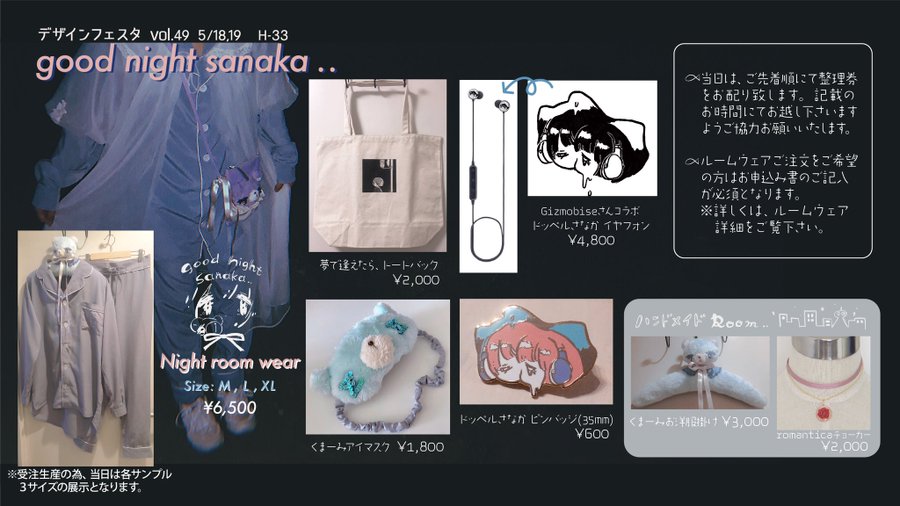 デザインフェスタ vol.49 5/18,19 H-33
good night sanaka..
当日は、ご先着順にて整理券
をお配り致します。記載の
お時間にてお越し下さいます
ようご協力お願いいたします。
ルームウェアご注文をご希望
の方はお申込み書のご記入
が必須となります。
※詳しくは、ルームウェア
詳細をご覧下さい。
Gizmobiseさんコラボ
ドッペルさなか イヤフォン
¥4,800
夢で逢えたら、トートバック
¥2,000
good night
sanaka..
Night room wear
Size: M , L , XL
¥6,500
くまーみアイマスク ¥1,800
ドッペルさなか ピンバッジ(35mm)
¥600
ハンドメイド Room..
くまーみお洋服掛け ¥3,000
romanticaチョーカー
¥2,000
※受注生産の為、当日は各サンプル
3サイズの展示となります。